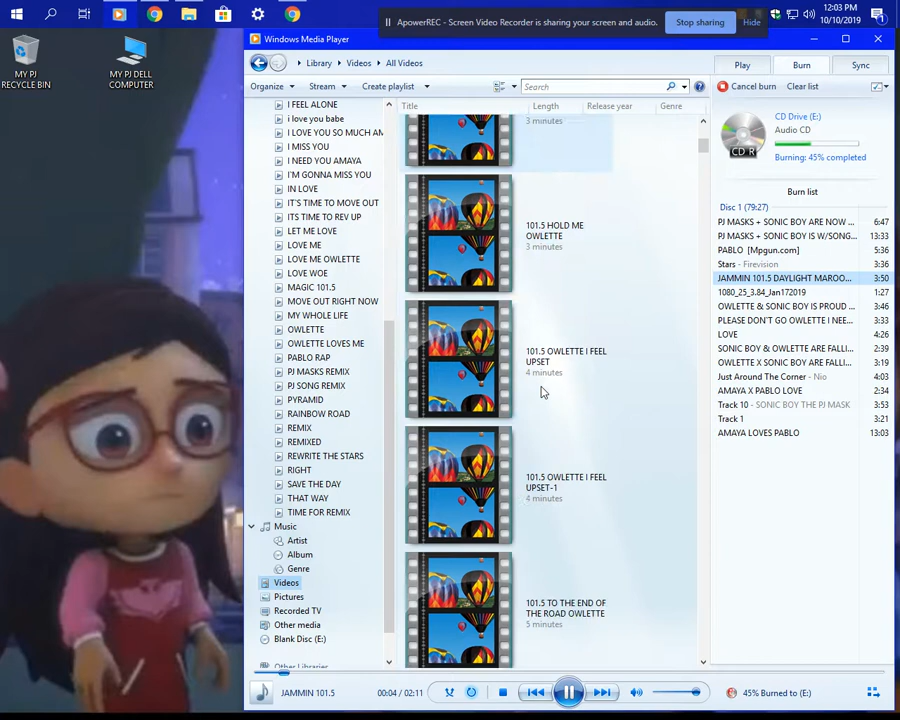 12:03 PM
10/10/2019
1
ApowerREC - Screen Video Recorder is sharing your screen and audio.
Stop sharing
Hide
MY PJ
RECYCLE BIN
MY PJ DELL
COMPUTER
Windows Media Player
Library
Videos
All Videos
Play
Burn
Sync
Organize
Stream
Create playlist
Search
Cancel burn
Clear list
I FEEL ALONE
i love you babe
I LOVE YOU SO MUCH AM
I MISS YOU
I NEED YOU AMAYA
I'M GONNA MISS YOU
IN LOVE
IT'S TIME TO MOVE OUT
ITS TIME TO REV UP
LET ME LOVE
LOVE ME
LOVE ME OWLETTE
LOVE WOE
MAGIC 101.5
MOVE OUT RIGHT NOW
MY WHOLE LIFE
OWLETTE
OWLETTE LOVES ME
PABLO RAP
PJ MASKS REMIX
PJ SONG REMIX
PYRAMID
RAINBOW ROAD
REMIX
REMIXED
REWRITE THE STARS
RIGHT
SAVE THE DAY
THAT WAY
TIME FOR REMIX
Music
Artist
Album
Genre
Videos
Pictures
Recorded TV
Other media
Blank Disc (E:)
Other Libraries
Title
Length
Release year
Genre
3 minutes
101.5 HOLD ME
OWLETTE
3 minutes
101.5 OWLETTE I FEEL
UPSET
4 minutes
101.5 OWLETTE I FEEL
UPSET-1
4 minutes
101.5 TO THE END OF
THE ROAD OWLETTE
5 minutes
CD R
CD Drive (E:)
Audio CD
Burning: 45% completed
Burn list
Disc 1 (79:27)
PJ MASKS + SONIC BOY ARE NOW ... 6:47
PJ MASKS + SONIC BOY IS W/SONG... 13:33
PABLO [Mpgun.com] 5:36
Stars - Firevision 3:36
JAMMIN 101.5 DAYLIGHT MAROO... 3:50
1080_25_3.84_Jan172019 1:27
OWLETTE & SONIC BOY IS PROUD ... 3:46
PLEASE DON'T GO OWLETTE I NEE... 3:33
LOVE 4:26
SONIC BOY & OWLETTE ARE FALLI... 2:39
OWLETTE X SONIC BOY ARE FALLI... 3:19
Just Around The Corner - Nio 4:03
AMAYA X PABLO LOVE 2:34
Track 10 - SONIC BOY THE PJ MASK 3:53
Track 1 3:21
AMAYA LOVES PABLO 13:03
JAMMIN 101.5
00:04 / 02:11
45% Burned to (E:)